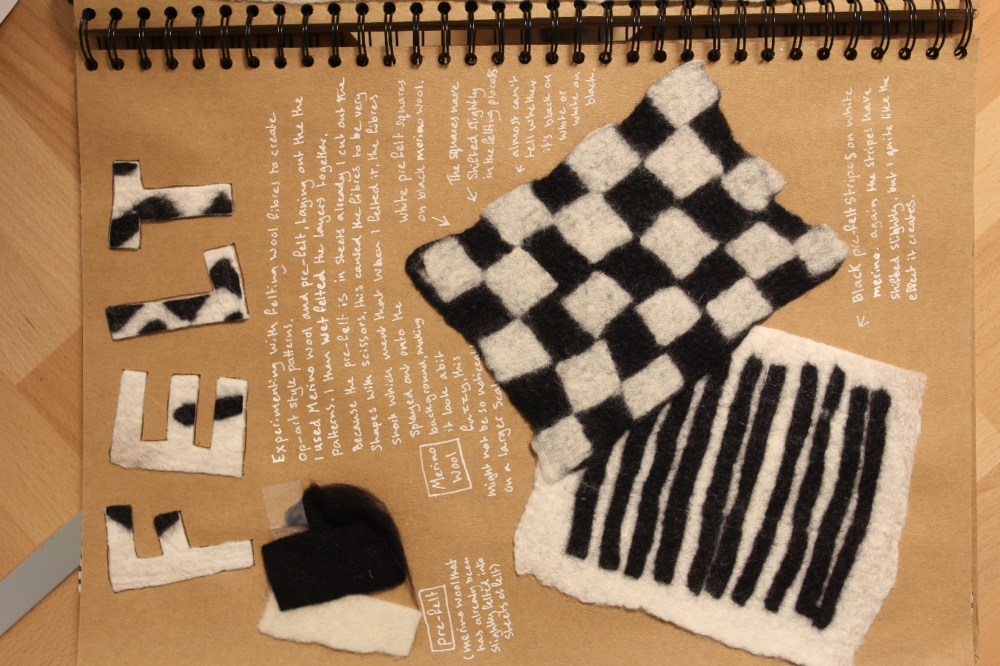 FELT
Experimenting with felting wool fibres to create
op-art style patterns.
I used Merino wool and pre-felt, laying out the the
patterns. I then wet felted the layers together.
Because the pre-felt is in sheets already I cut out the
shapes with scissors, this caused the fibres to be very
short which ment that when I felted it, the fibres
splayed out onto the
background, making
it look abit
fuzzy, this
might not be so
on a larger
white pre felt squares
on black merino wool.
The squares have
shifted slightly
in the felting process.
almost can't
tell whether
it's black on
white or
white on
black.
Merino
Wool
pre-felt
(merino wool that
has already been
slightly felted into
sheets of felt)
Black pre-felt stripes on white
merino. again the stripes have
shifted slightly, but I quite like the
effect it creates.